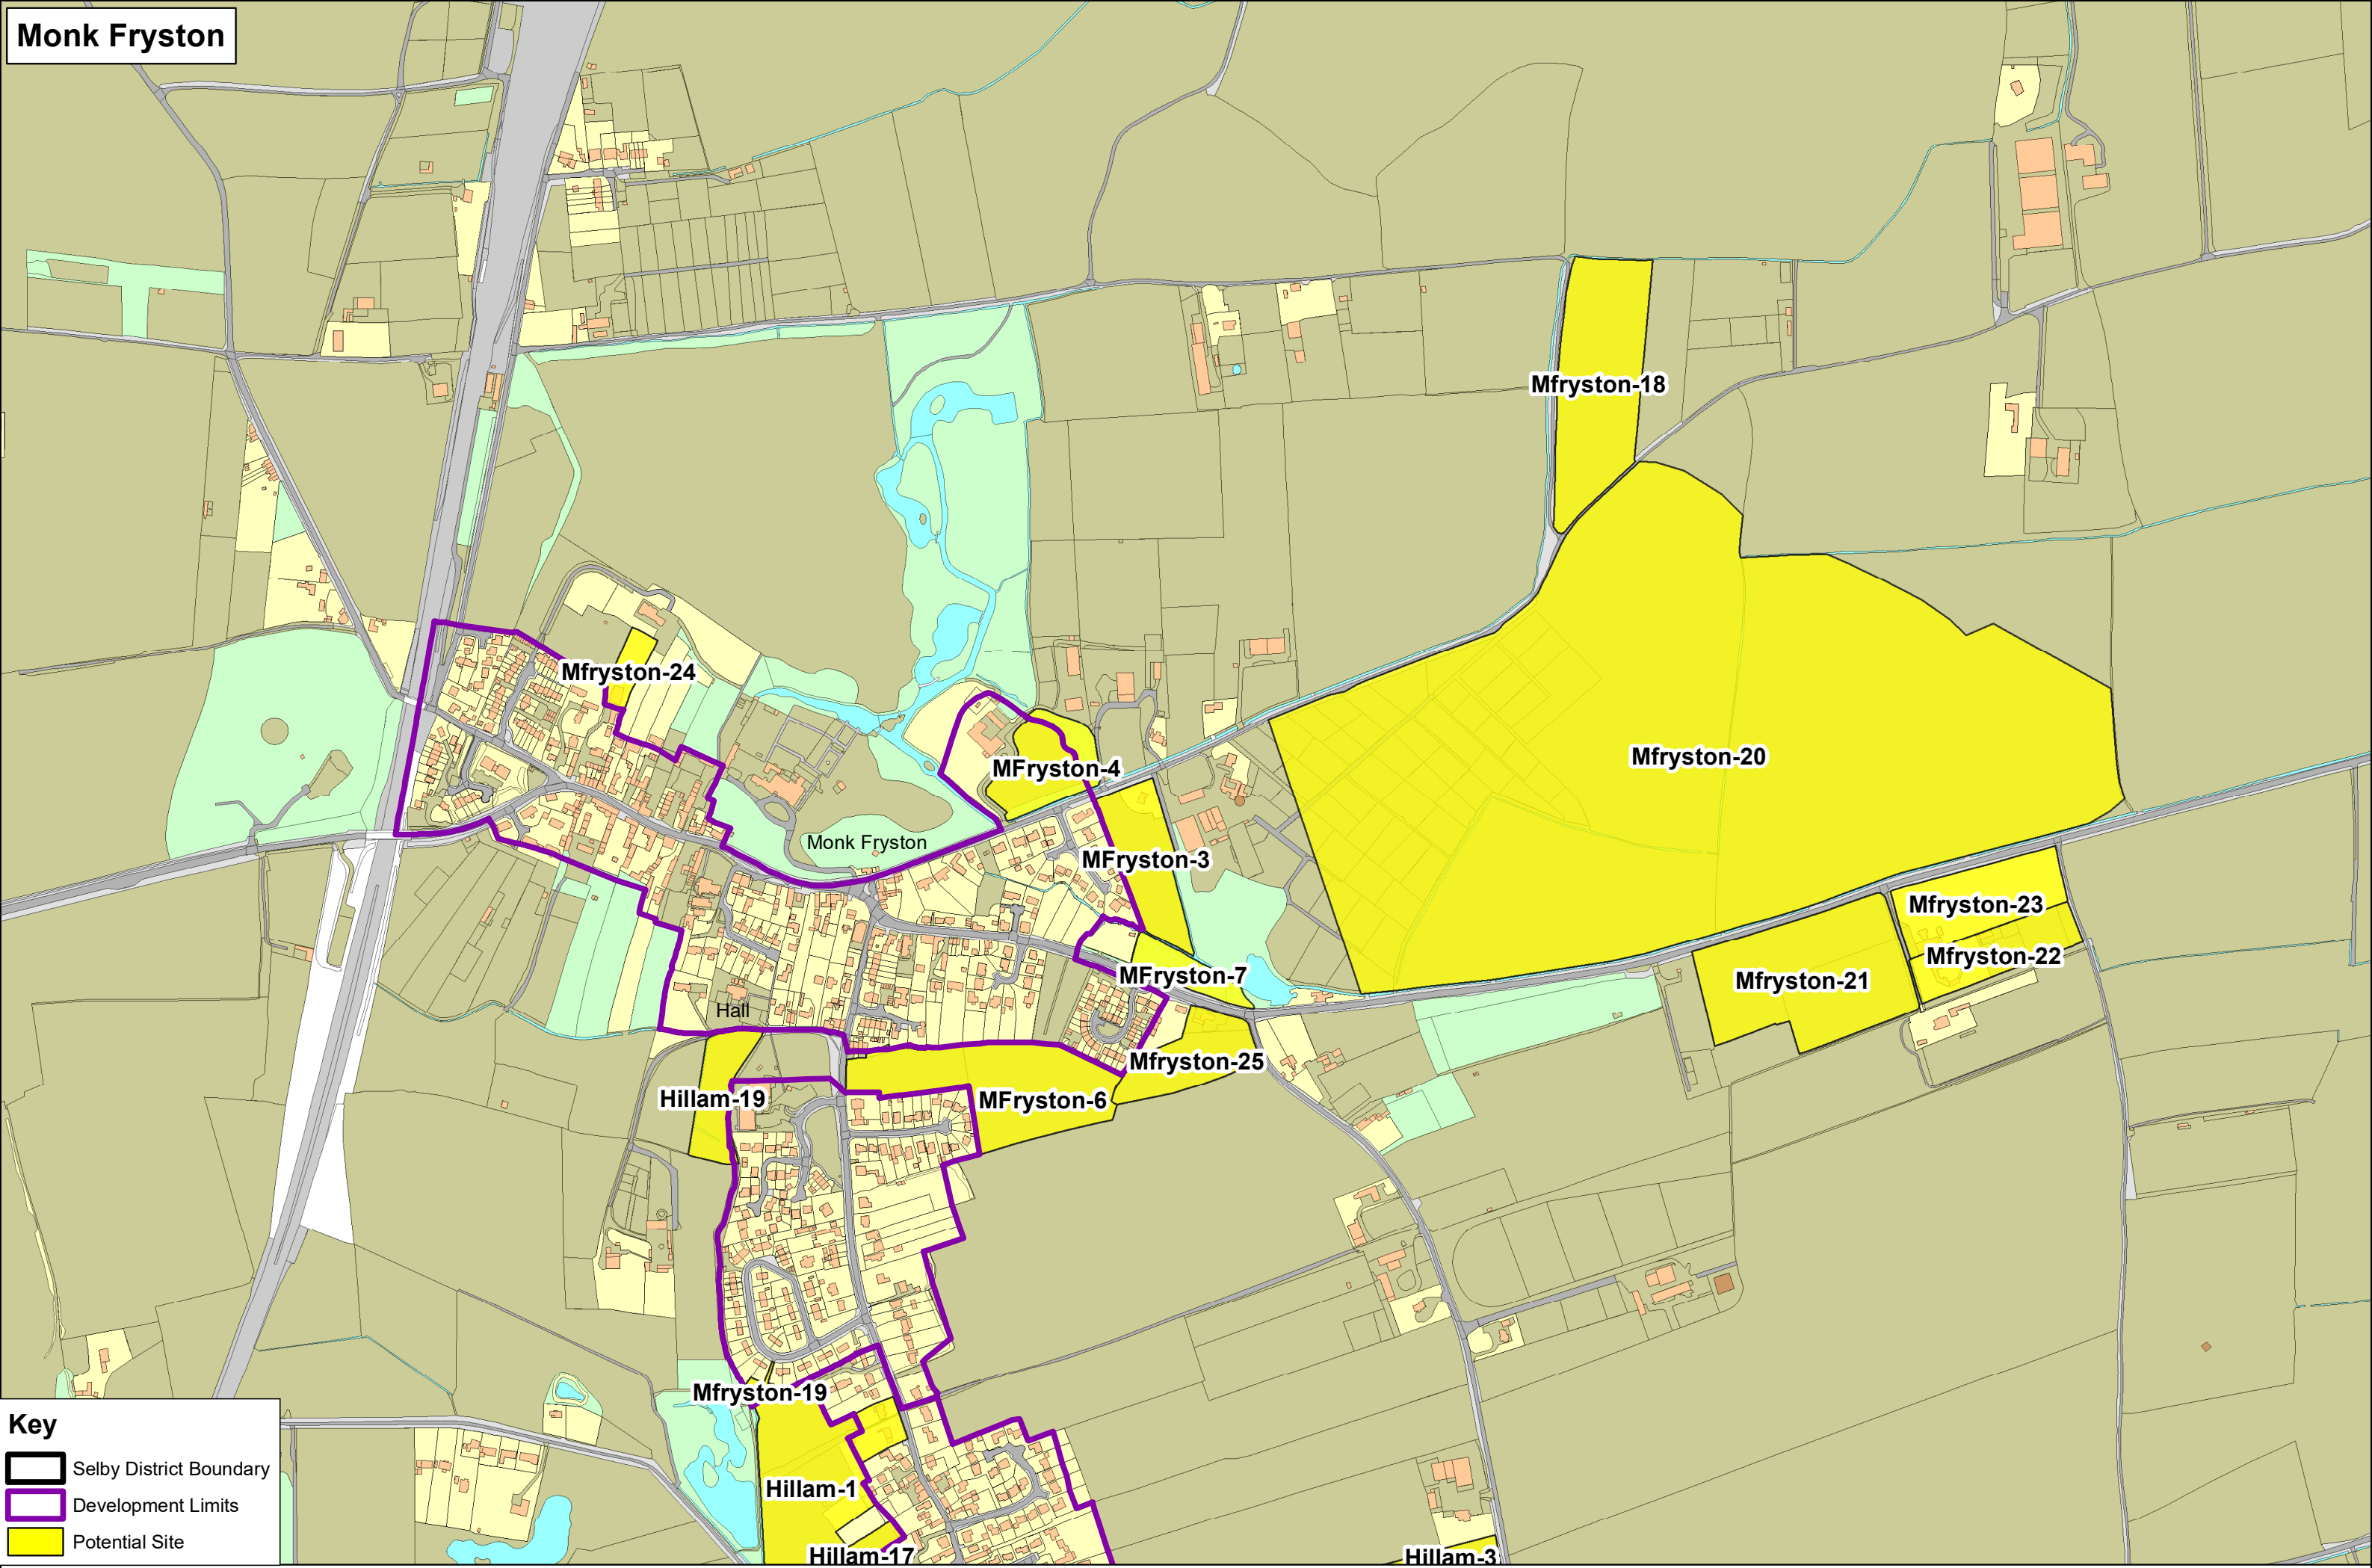 Monk Fryston
Mfryston-18
Mfryston-24
Mfryston-20
MFryston-4
Monk Fryston
MFryston-3
Mfryston-23
Mfryston-22
MFryston-7
Mfryston-21
Hall
Mfryston-25
Hillam-19
MFryston-6
Mfryston-19
Hillam-1
Hillam-17
Hillam-3
Key
Selby District Boundary
Development Limits
Potential Site